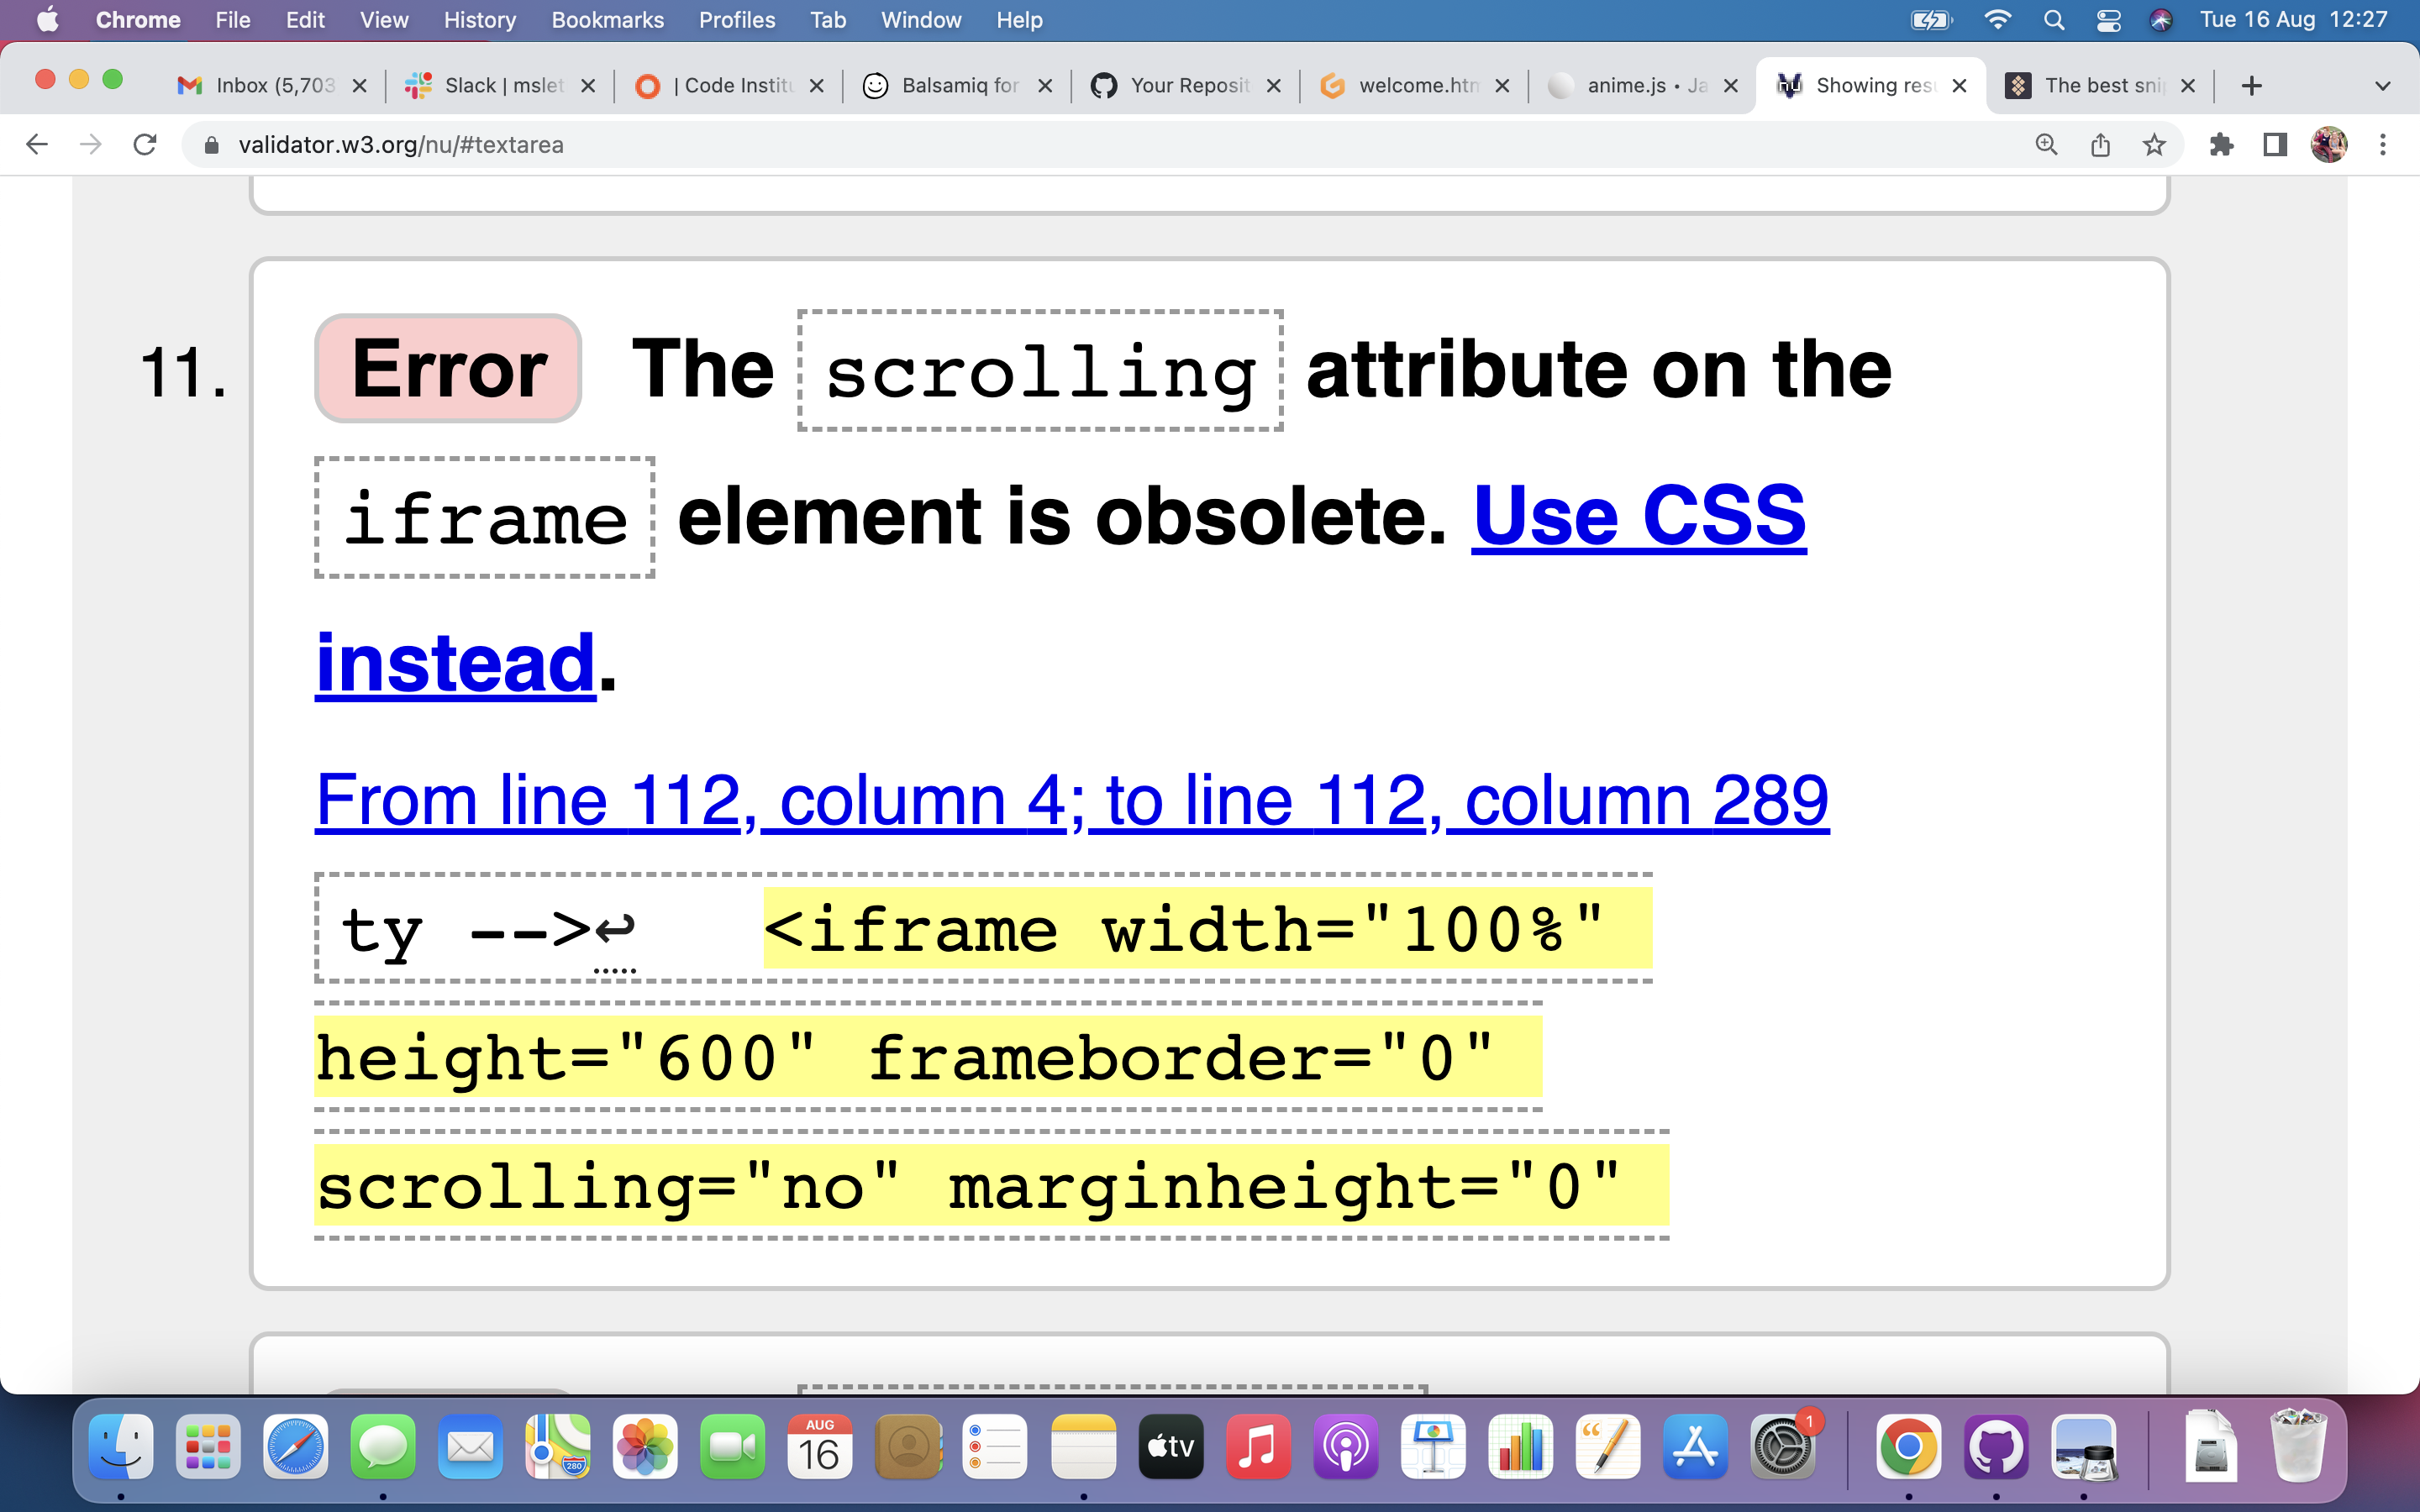 Chrome File Edit View History Bookmarks Profiles Tab Window Help Tue 16 Aug 12:27
Inbox (5,703 Slack | mslet | Code Institu Balsamiq for Your Reposit welcome.htm anime.js • Ja Showing resu The best snip
validator.w3.org/nu/#textarea
11. Error The scrolling attribute on the
iframe element is obsolete. Use CSS
instead.
From line 112, column 4; to line 112, column 289
ty -->↩ <iframe width="100%"
height="600" frameborder="0"
scrolling="no" marginheight="0"
AUG
16
280
tv
1